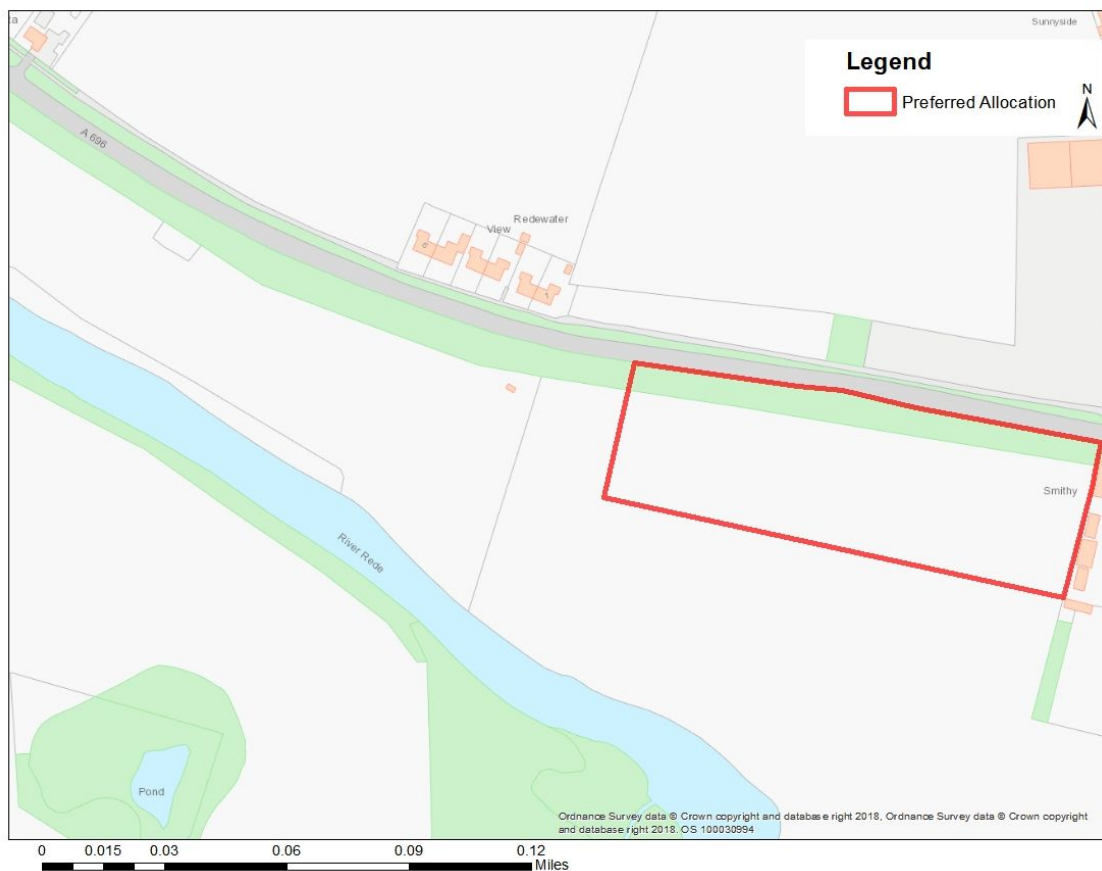 Sunnyside
Legend
Preferred Allocation
N
A 696
Redewater
View
Smithy
River Rede
Pond
Ordnance Survey data © Crown copyright and database right 2018, Ordnance Survey data © Crown copyright
and database right 2018. OS 100030994
0 0.015 0.03 0.06 0.09 0.12
Miles